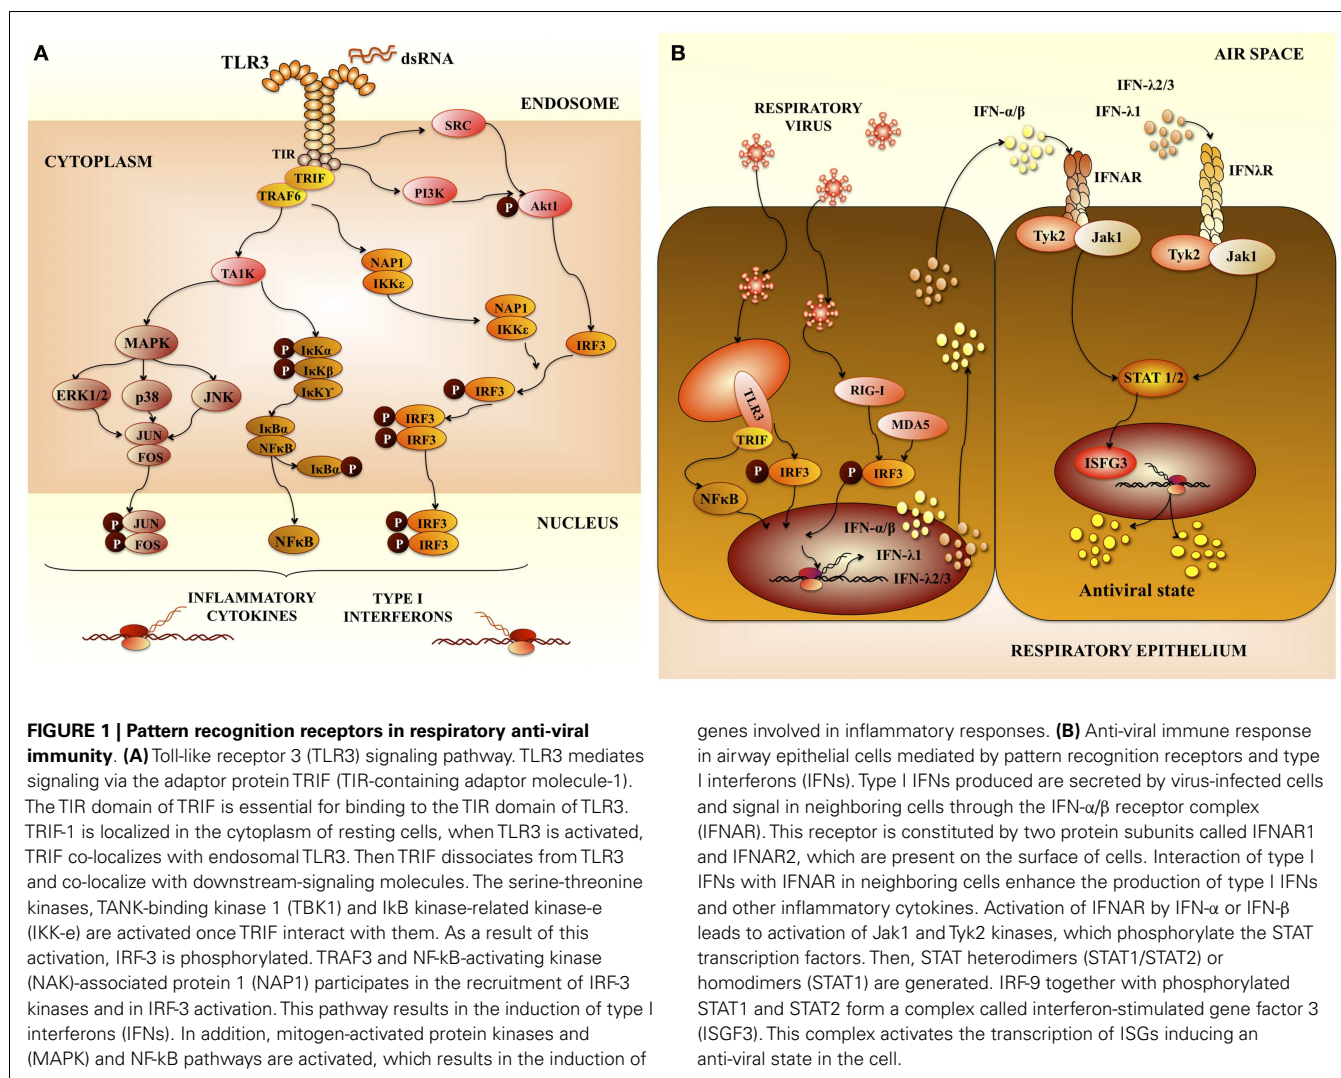 A
TLR3
dsRNA
ENDOSOME
SRC
CYTOPLASM
TIR
TRIF
TRAF6
PI3K
P Akt1
TA1K
NAP1
IKKε
NAP1
IKKε
MAPK
P IκKα
P IκKβ
IκKϒ
IRF3
ERK1/2
p38
JNK
P IRF3
P IRF3
P IRF3
JUN
FOS
IκBα
NFκB
IκBα P
P JUN
P FOS
NFκB
P IRF3
P IRF3
NUCLEUS
INFLAMMATORY
CYTOKINES
TYPE I
INTERFERONS
B
AIR SPACE
RESPIRATORY
VIRUS
IFN-α/β
IFN-λ2/3
IFN-λ1
IFNAR
IFNλR
Tyk2
Jak1
Tyk2
Jak1
TLR3
TRIF
RIG-I
MDA5
P IRF3
P IRF3
NFκB
IFN-α/β
IFN-λ1
IFN-λ2/3
STAT 1/2
ISFG3
Antiviral state
RESPIRATORY EPITHELIUM
FIGURE 1 | Pattern recognition receptors in respiratory anti-viral
immunity. (A) Toll-like receptor 3 (TLR3) signaling pathway. TLR3 mediates
signaling via the adaptor protein TRIF (TIR-containing adaptor molecule-1).
The TIR domain of TRIF is essential for binding to the TIR domain of TLR3.
TRIF-1 is localized in the cytoplasm of resting cells, when TLR3 is activated,
TRIF co-localizes with endosomal TLR3. Then TRIF dissociates from TLR3
and co-localize with downstream-signaling molecules. The serine-threonine
kinases, TANK-binding kinase 1 (TBK1) and IkB kinase-related kinase-e
(IKK-e) are activated once TRIF interact with them. As a result of this
activation, IRF-3 is phosphorylated. TRAF3 and NF-kB-activating kinase
(NAK)-associated protein 1 (NAP1) participates in the recruitment of IRF-3
kinases and in IRF-3 activation. This pathway results in the induction of type I
interferons (IFNs). In addition, mitogen-activated protein kinases and
(MAPK) and NF-kB pathways are activated, which results in the induction of
genes involved in inflammatory responses. (B) Anti-viral immune response
in airway epithelial cells mediated by pattern recognition receptors and type
I interferons (IFNs). Type I IFNs produced are secreted by virus-infected cells
and signal in neighboring cells through the IFN-α/β receptor complex
(IFNAR). This receptor is constituted by two protein subunits called IFNAR1
and IFNAR2, which are present on the surface of cells. Interaction of type I
IFNs with IFNAR in neighboring cells enhance the production of type I IFNs
and other inflammatory cytokines. Activation of IFNAR by IFN-α or IFN-β
leads to activation of Jak1 and Tyk2 kinases, which phosphorylate the STAT
transcription factors. Then, STAT heterodimers (STAT1/STAT2) or
homodimers (STAT1) are generated. IRF-9 together with phosphorylated
STAT1 and STAT2 form a complex called interferon-stimulated gene factor 3
(ISGF3). This complex activates the transcription of ISGs inducing an
anti-viral state in the cell.